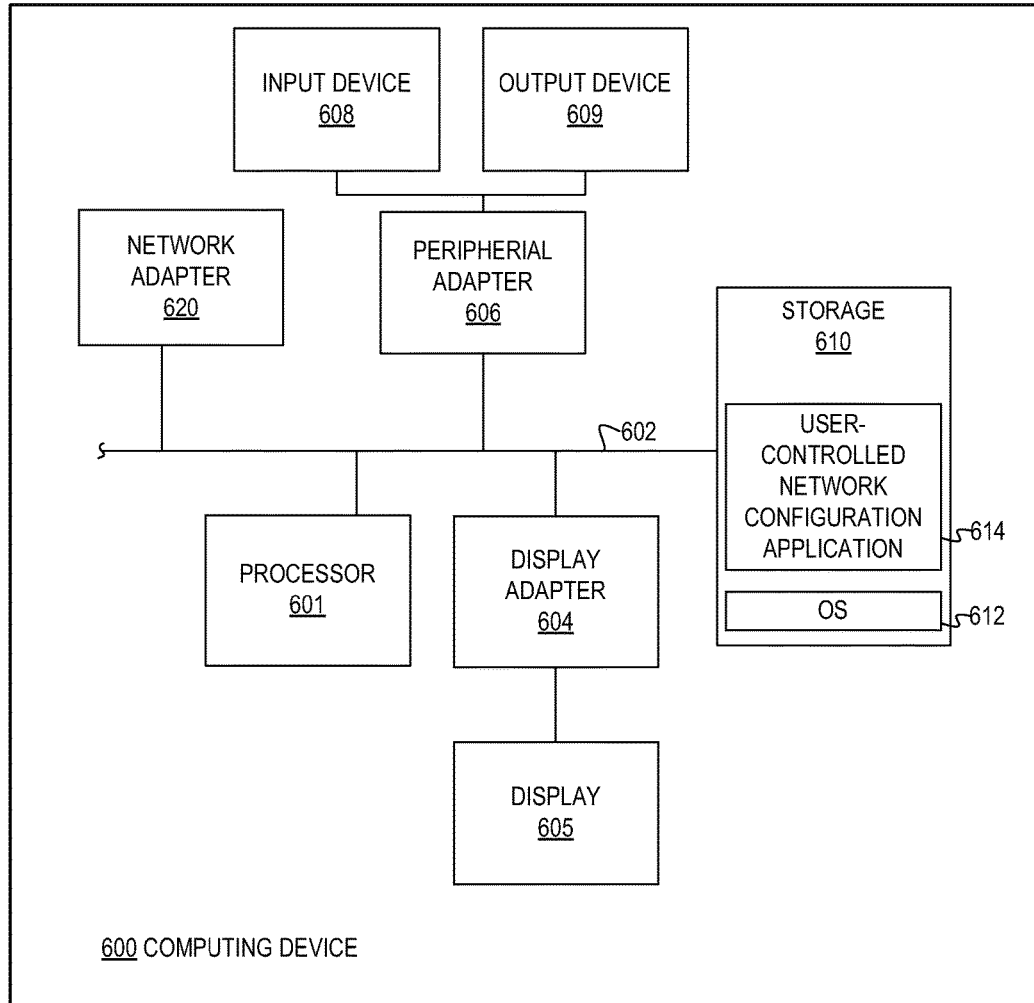 INPUT DEVICE
608
OUTPUT DEVICE
609
NETWORK
ADAPTER
620
PERIPHERIAL
ADAPTER
606
STORAGE
610
USER-
CONTROLLED
NETWORK
CONFIGURATION
APPLICATION
614
OS
612
602
PROCESSOR
601
DISPLAY
ADAPTER
604
DISPLAY
605
600 COMPUTING DEVICE